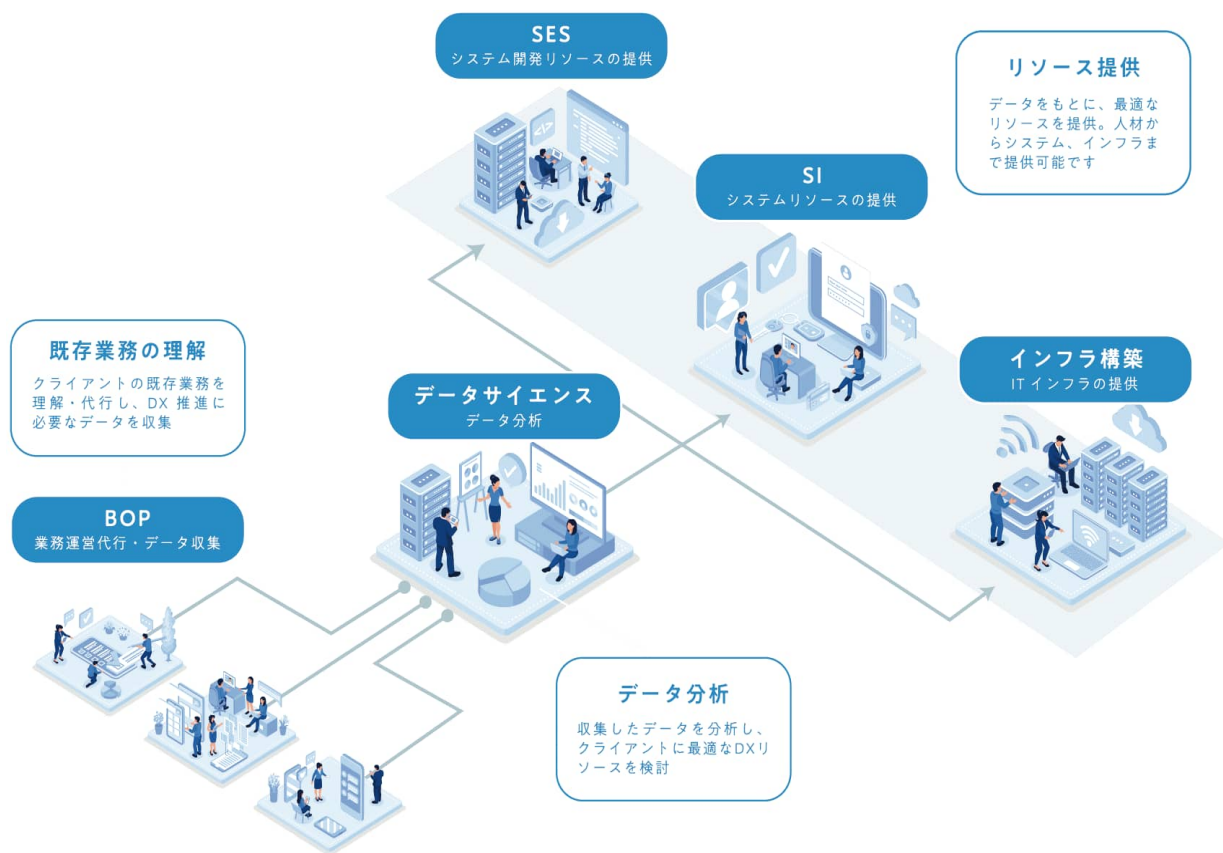 SES
システム開発リソースの提供
リソース提供
データをもとに、最適な
リソースを提供。人材か
らシステム、インフラま
で提供可能です
SI
システムリソースの提供
既存業務の理解
クライアントの既存業務を
理解・代行し、DX 推進に
必要なデータを収集
インフラ構築
IT インフラの提供
データサイエンス
データ分析
BOP
業務運営代行・データ収集
データ分析
収集したデータを分析し、
クライアントに最適なDXリ
ソースを検討